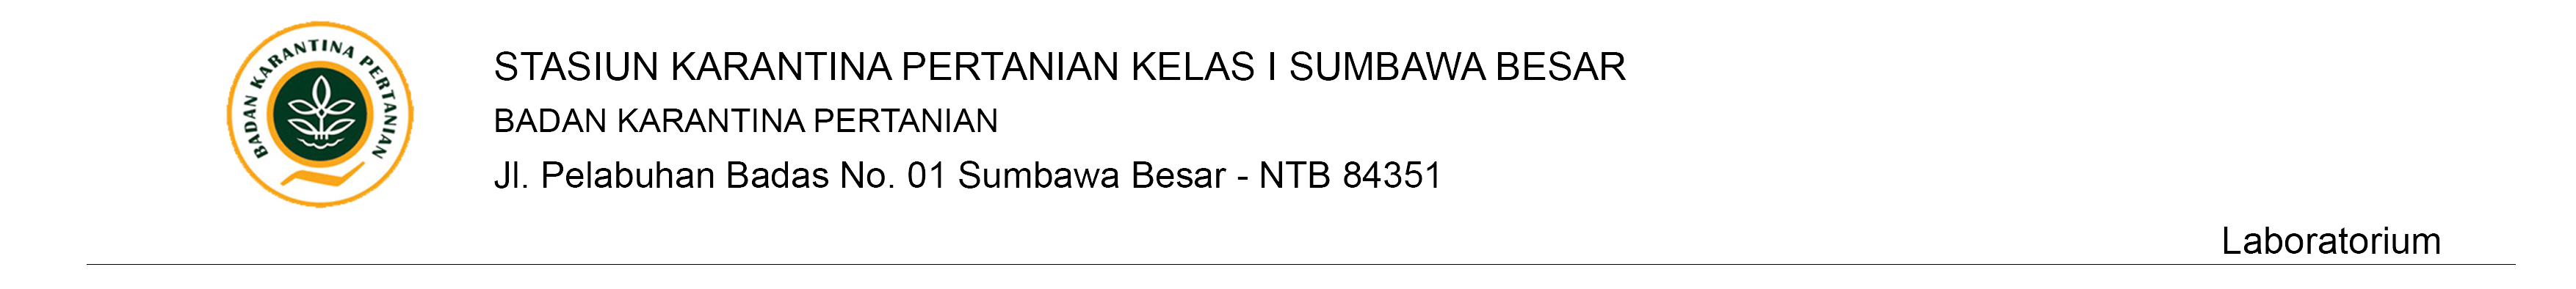 BADAN KARANTINA PERTANIAN
STASIUN KARANTINA PERTANIAN KELAS I SUMBAWA BESAR
BADAN KARANTINA PERTANIAN
Jl. Pelabuhan Badas No. 01 Sumbawa Besar - NTB 84351
Laboratorium